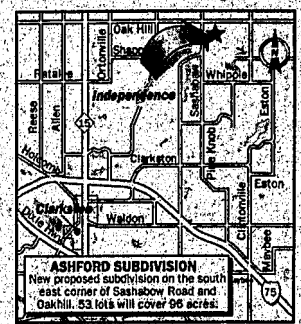 Oak Hill
Ortonville
Rattalee
Whipple
Independence
Sashabaw
Reese
Allen
15
Eston
Pine Knob
Holcomb
Clarkston
Eston
Clarkston
Clintonville
Dixie Hwy
Waldon
Mayboo
75
ASHFORD SUBDIVISION
New proposed subdivision on the south
east corner of Sashabow Road and
Oakhill. 53 lots will cover 96 acres.